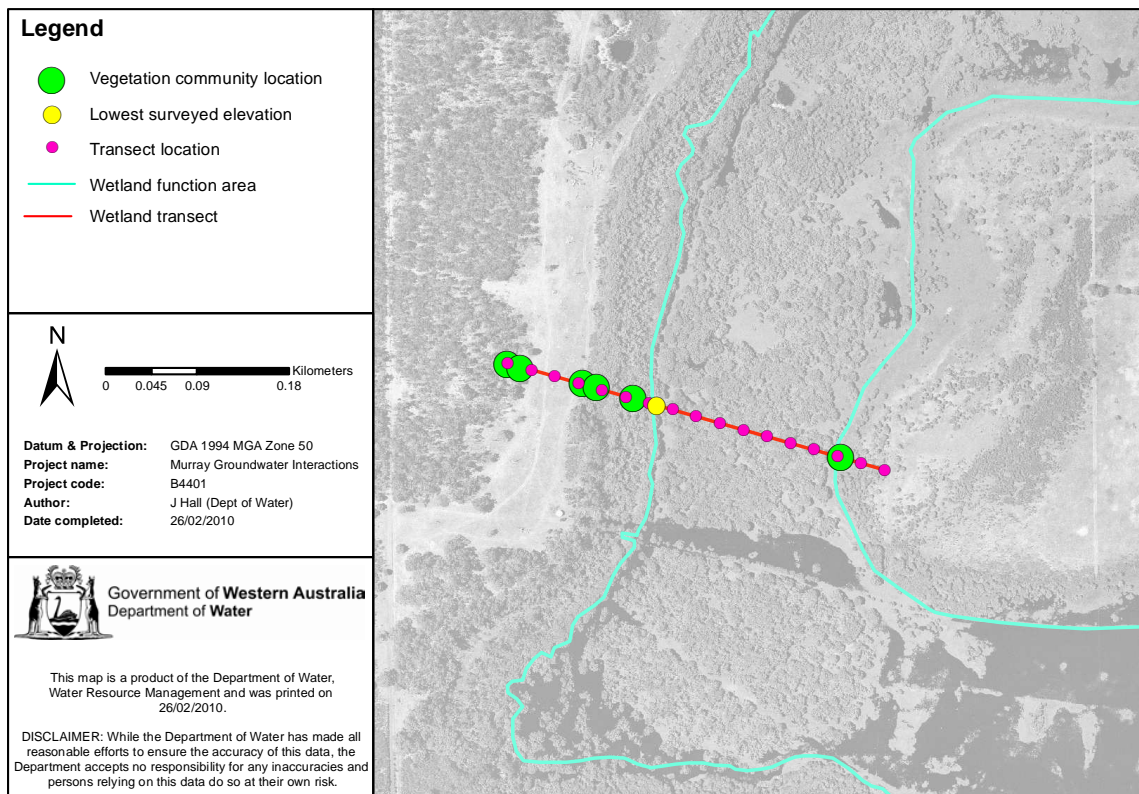 Legend
Vegetation community location
Lowest surveyed elevation
Transect location
Wetland function area
Wetland transect
N
Kilometers
0 0.045 0.09 0.18
Datum & Projection: GDA 1994 MGA Zone 50
Project name: Murray Groundwater Interactions
Project code: B4401
Author: J Hall (Dept of Water)
Date completed: 26/02/2010
Government of Western Australia
Department of Water
This map is a product of the Department of Water,
Water Resource Management and was printed on
26/02/2010.
DISCLAIMER: While the Department of Water has made all
reasonable efforts to ensure the accuracy of this data, the
Department accepts no responsibility for any inaccuracies and
persons relying on this data do so at their own risk.